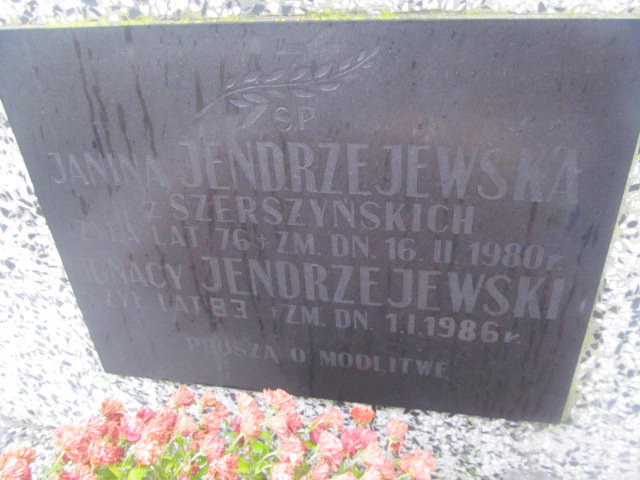 ŚP
JANINA JENDRZEJEWSKA
Z SZERSZYŃSKICH
ŻYŁA LAT 76 + ZM. DN. 16. II. 1980 r.
IGNACY JENDRZEJEWSKI
ŻYŁ LAT 83 + ZM. DN. 1. I. 1986 r.
PROSZĄ O MODLITWĘ